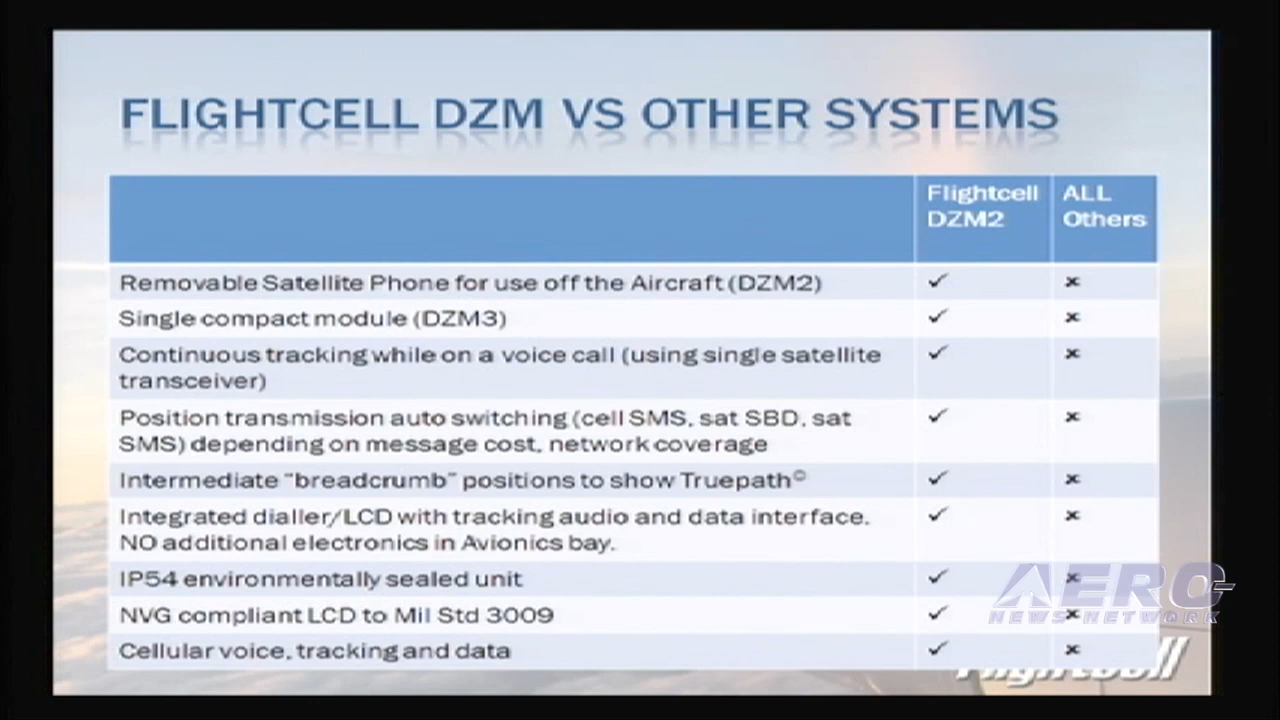 FLIGHTCELL DZM VS OTHER SYSTEMS
Flightcell DZM2
ALL Others
Removable Satellite Phone for use off the Aircraft (DZM2) ✓ ×
Single compact module (DZM3) ✓ ×
Continuous tracking while on a voice call (using single satellite ✓ ×
transceiver)
Position transmission auto switching (cell SMS, sat SBD, sat ✓ ×
SMS) depending on message cost, network coverage
Intermediate "breadcrumb" positions to show Truepath© ✓ ×
Integrated dialler/LCD with tracking audio and data interface. ✓ ×
NO additional electronics in Avionics bay.
IP54 environmentally sealed unit ✓ ×
NVG compliant LCD to Mil Std 3009 ✓ ×
Cellular voice, tracking and data ✓ ×
AERO
NEWS NETWORK
Flightcell